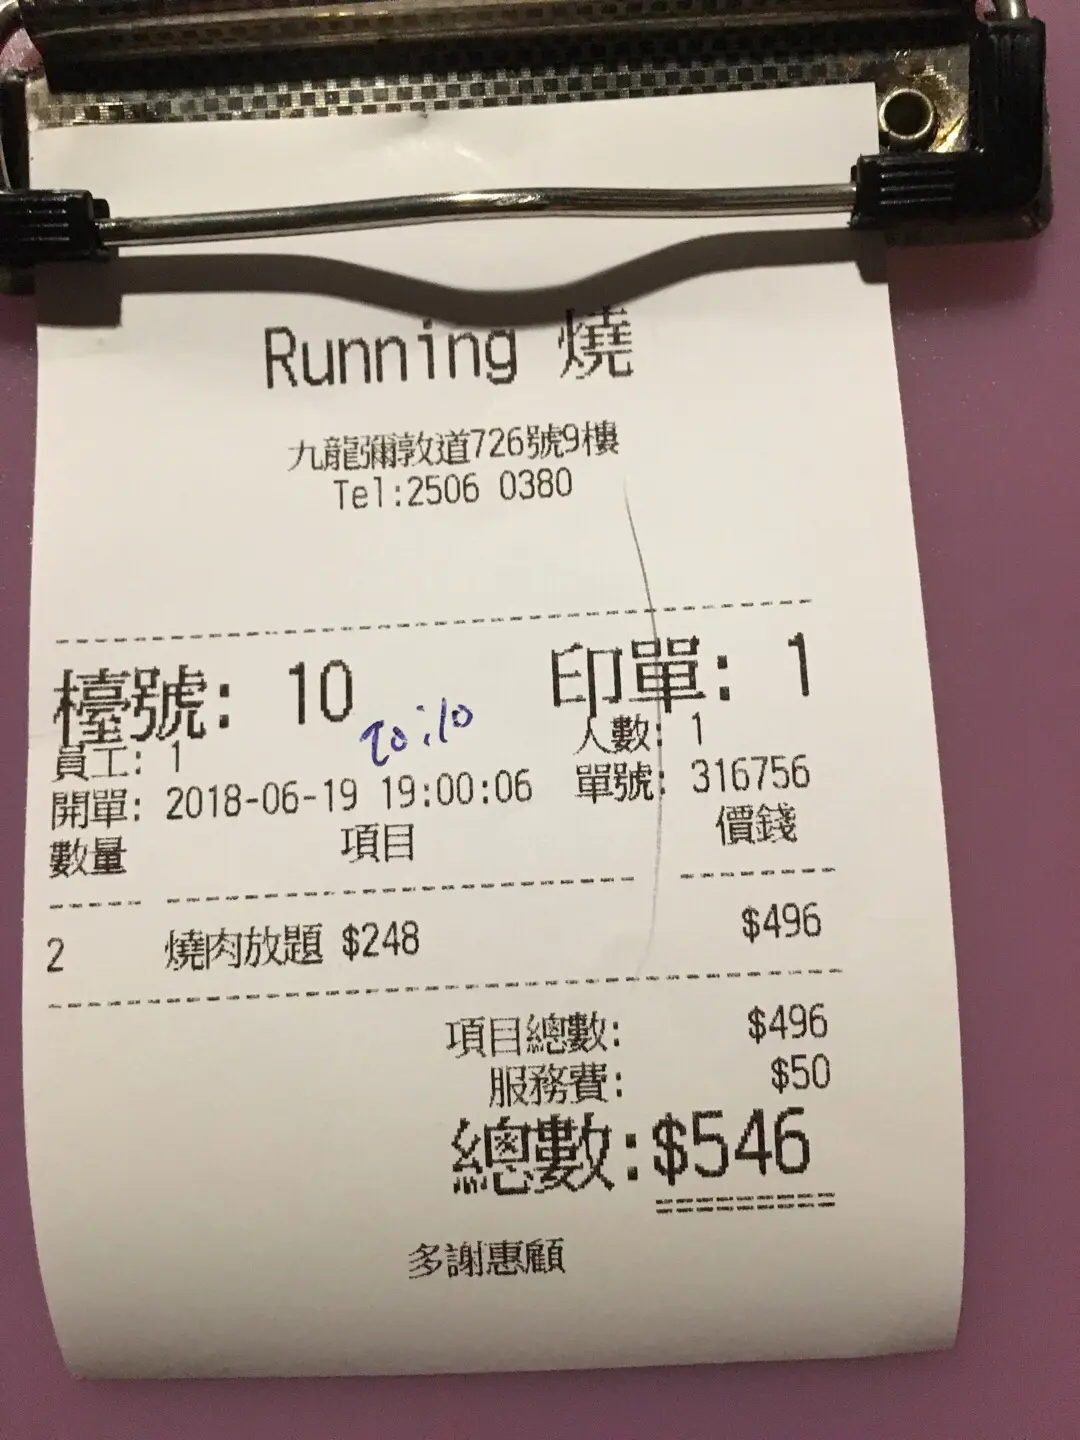 Running 燒
九龍彌敦道726號9樓
Tel:2506 0380
檯號: 10 印單: 1
20:10
員工: 1 人數: 1
開單: 2018-06-19 19:00:06 單號: 316756
數量 項目 價錢
2 燒肉放題 $248 $496
項目總數: $496
服務費: $50
總數:$546
多謝惠顧